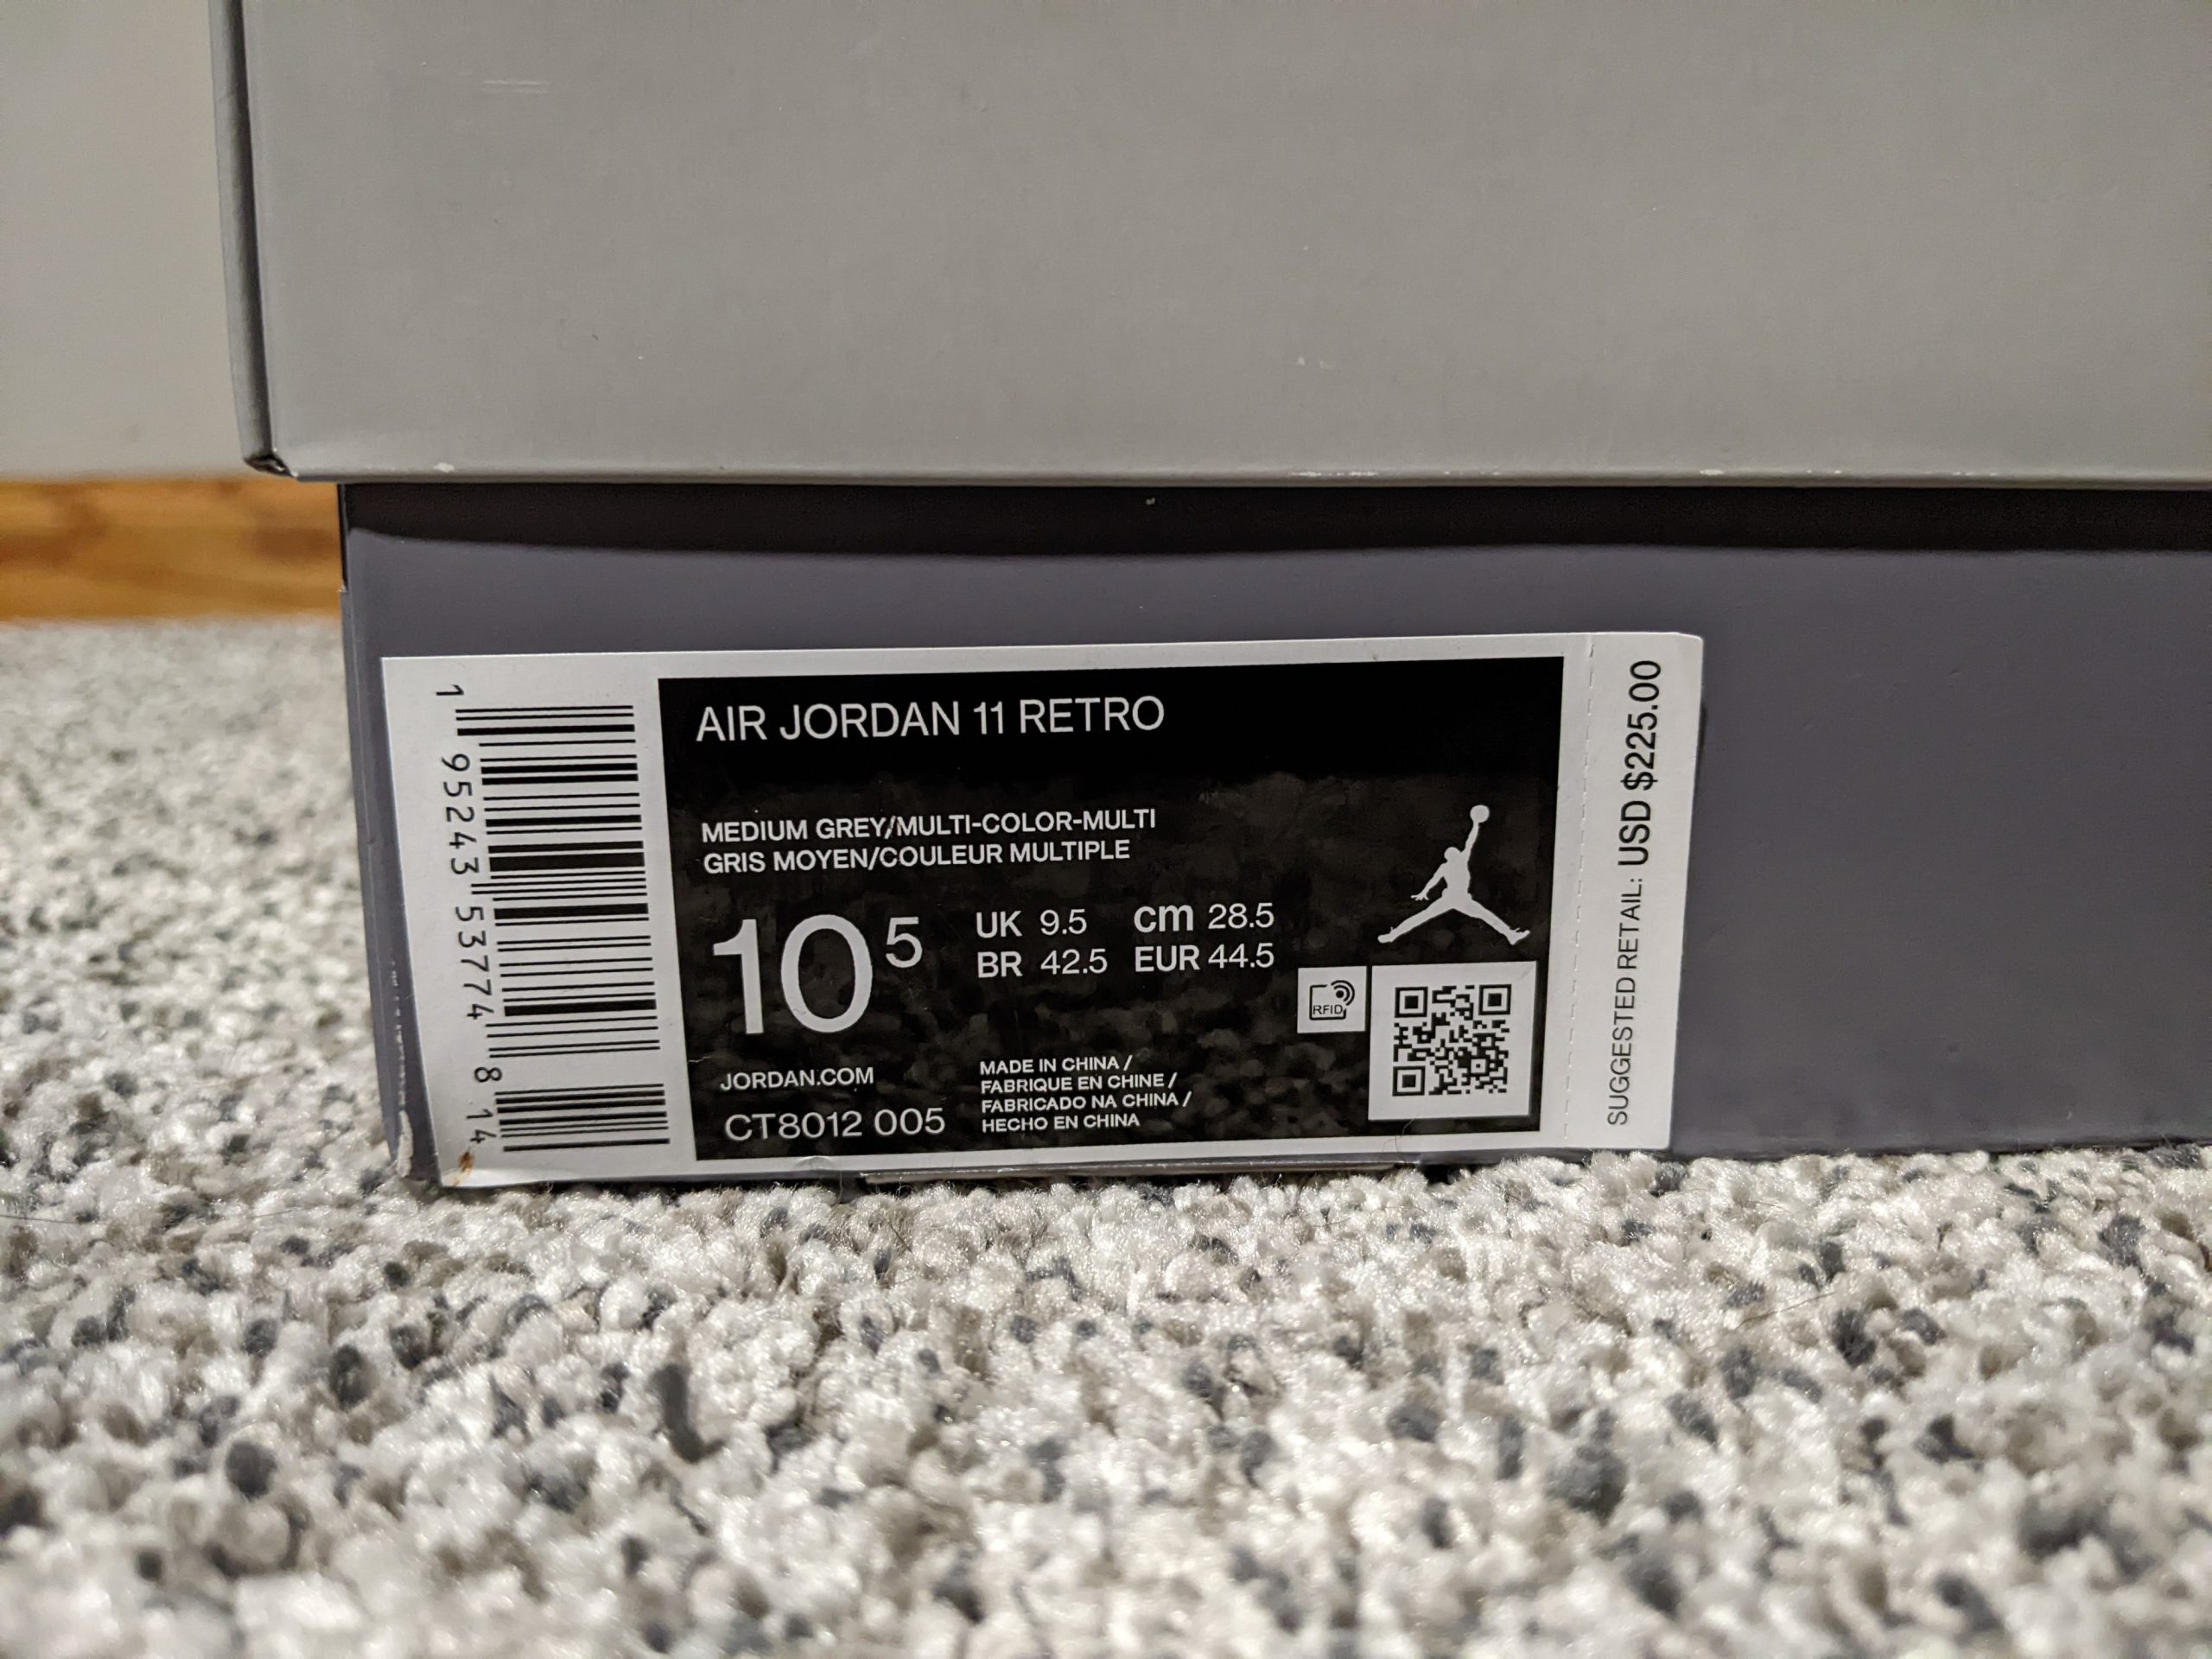 AIR JORDAN 11 RETRO
MEDIUM GREY/MULTI-COLOR-MULTI
GRIS MOYEN/COULEUR MULTIPLE
10 5
UK 9.5 cm 28.5
BR 42.5 EUR 44.5
RFID
JORDAN.COM
CT8012 005
MADE IN CHINA /
FABRIQUE EN CHINE /
FABRICADO NA CHINA /
HECHO EN CHINA
1 95243 53774 8 14
SUGGESTED RETAIL: USD $225.00